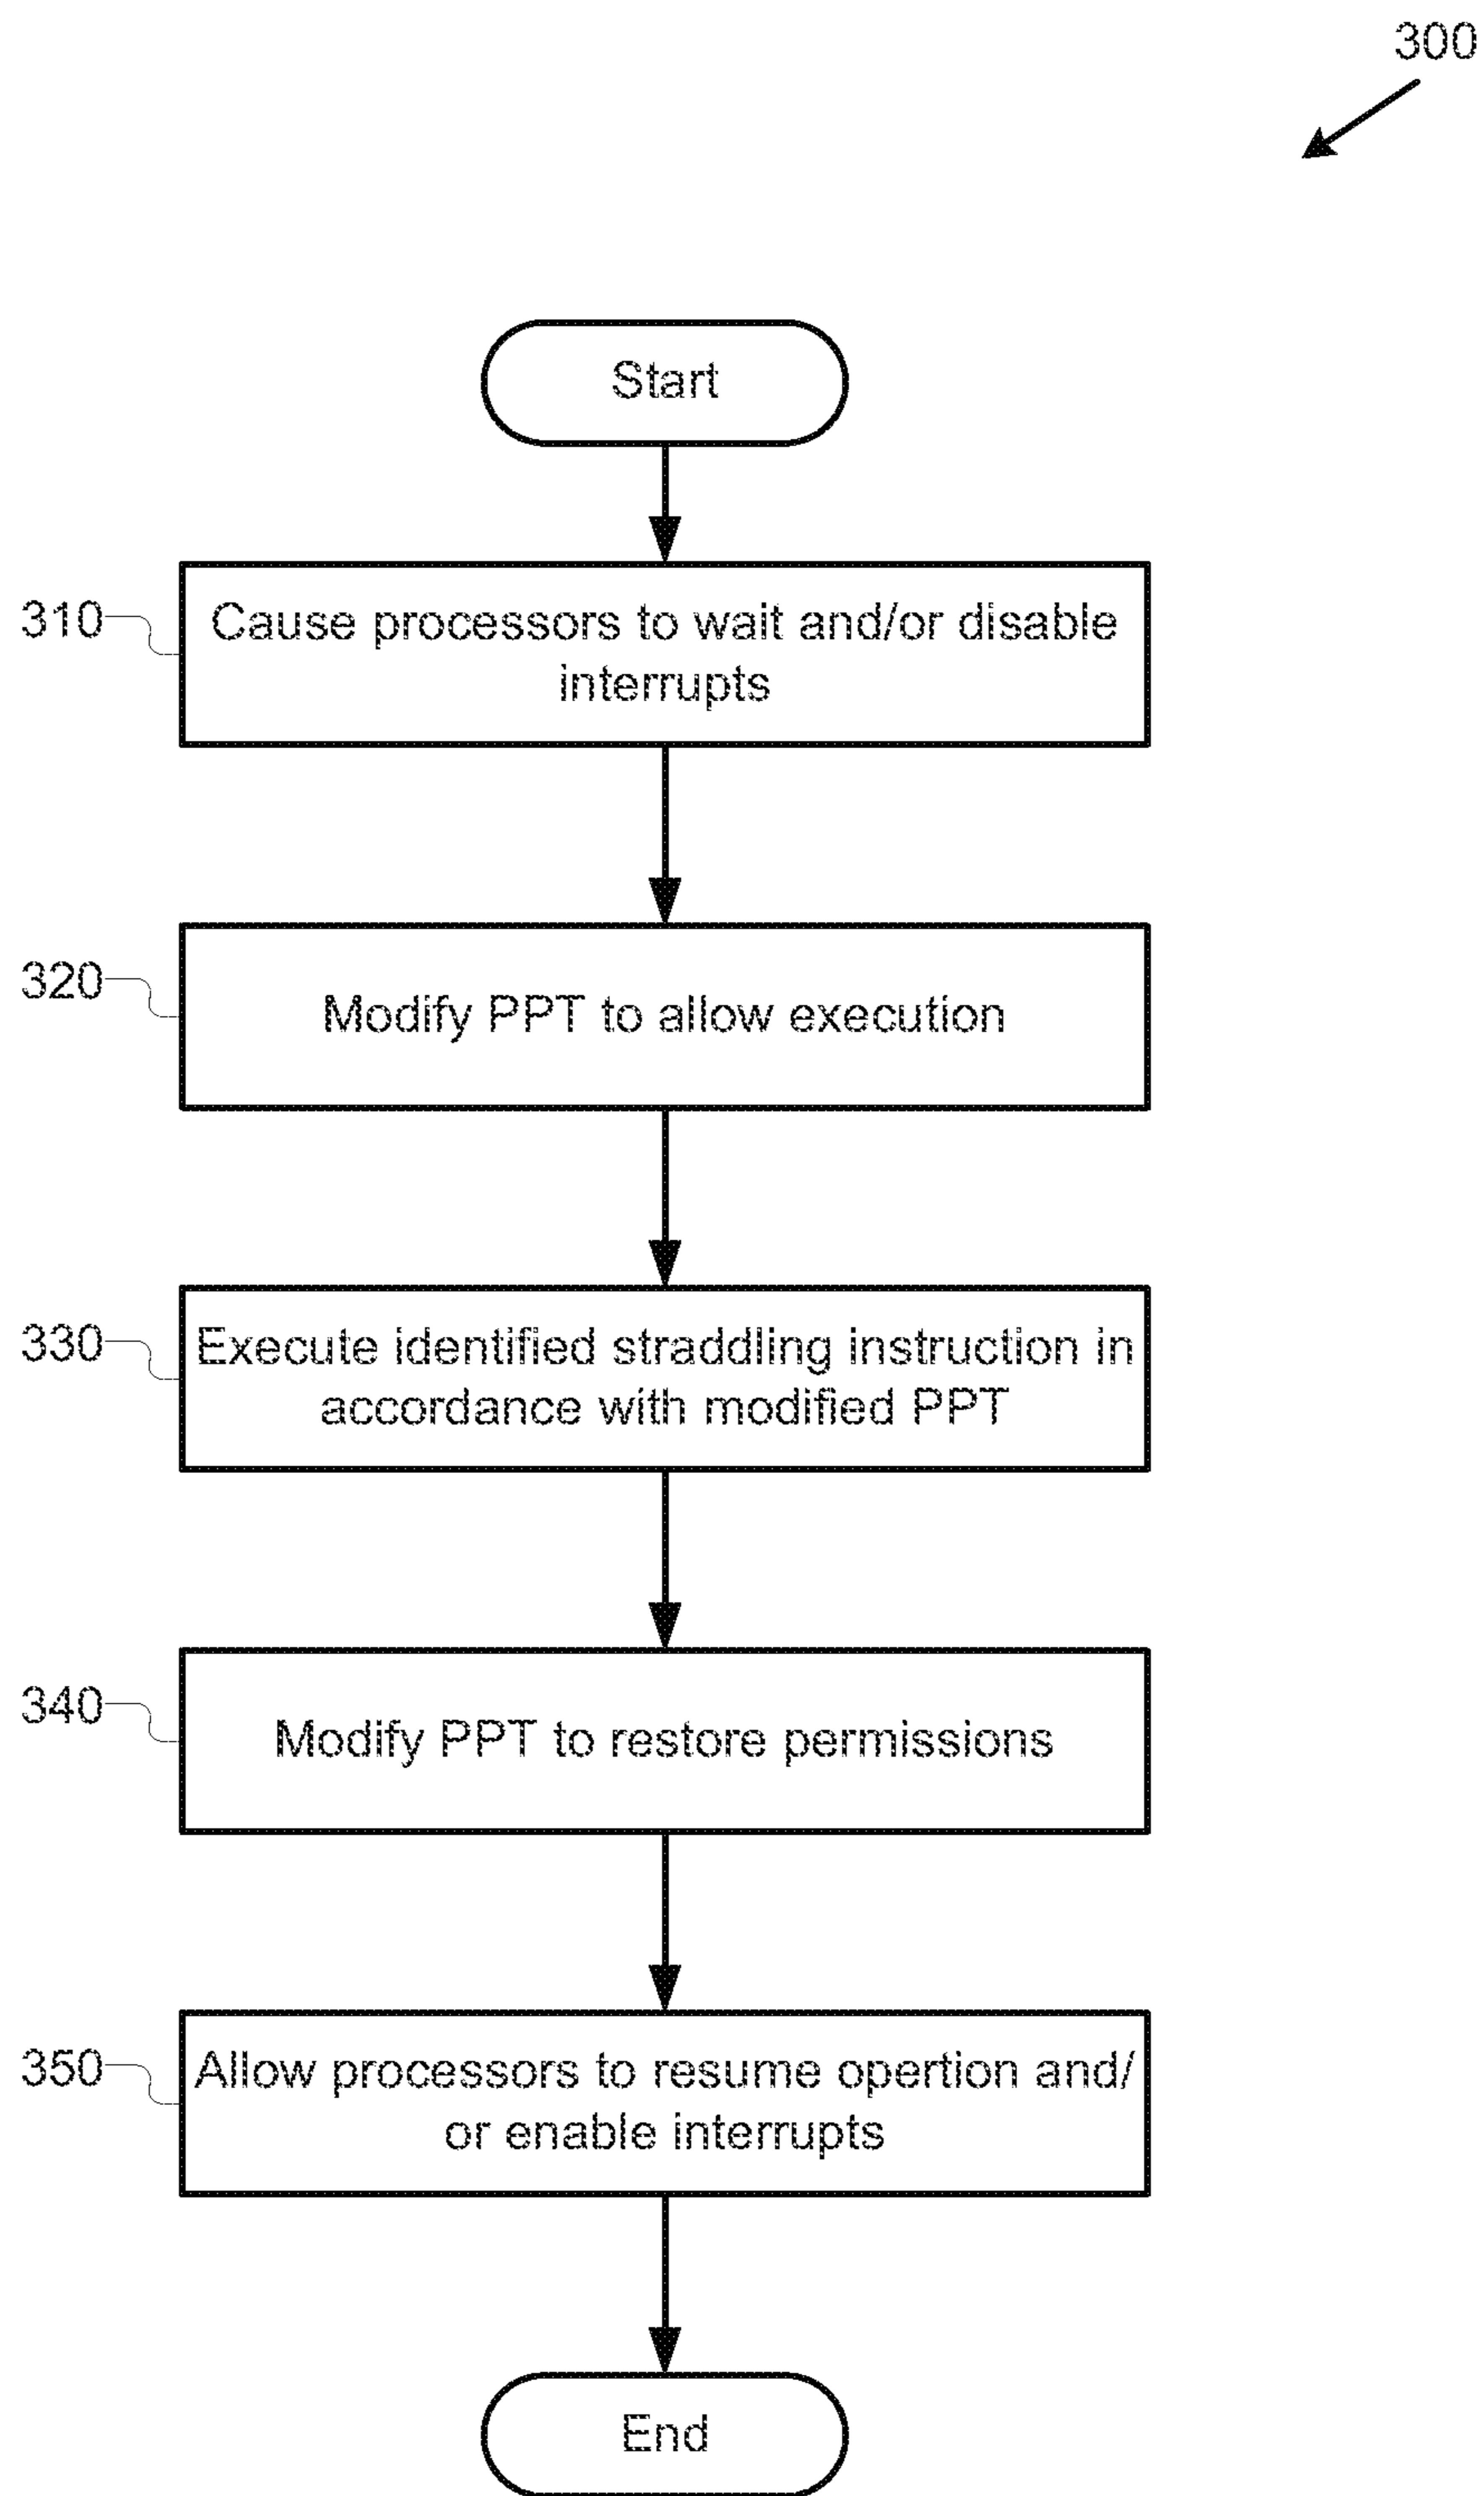 300
Start
310
Cause processors to wait and/or disable
interrupts
320
Modify PPT to allow execution
330
Execute identified straddling instruction in
accordance with modified PPT
340
Modify PPT to restore permissions
350
Allow processors to resume opertion and/
or enable interrupts
End